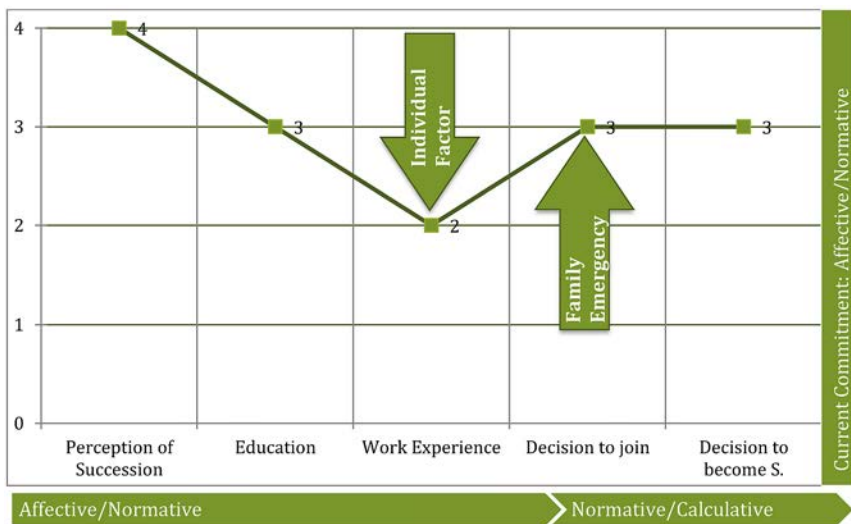 4
3
2
1
0
4
3
2
3
3
Individual
Factor
Family
Emergency
Perception of
Succession
Education
Work Experience
Decision to join
Decision to
become S.
Affective/Normative
Normative/Calculative
Current Commitment: Affective/Normative